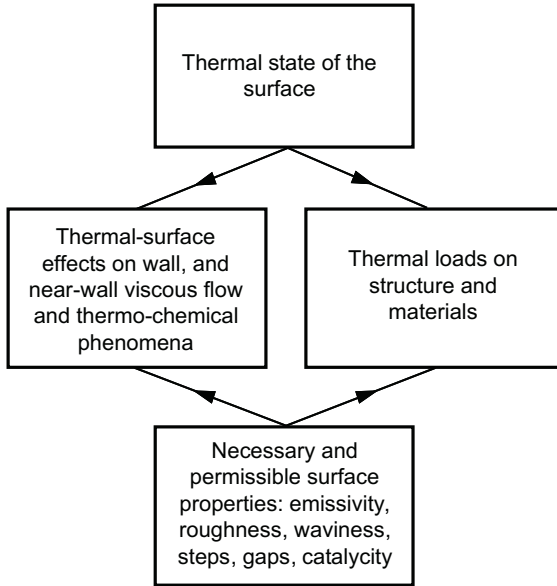 Thermal state of the
surface
Thermal-surface
effects on wall, and
near-wall viscous flow
and thermo-chemical
phenomena
Thermal loads on
structure and
materials
Necessary and
permissible surface
properties: emissivity,
roughness, waviness,
steps, gaps, catalycity